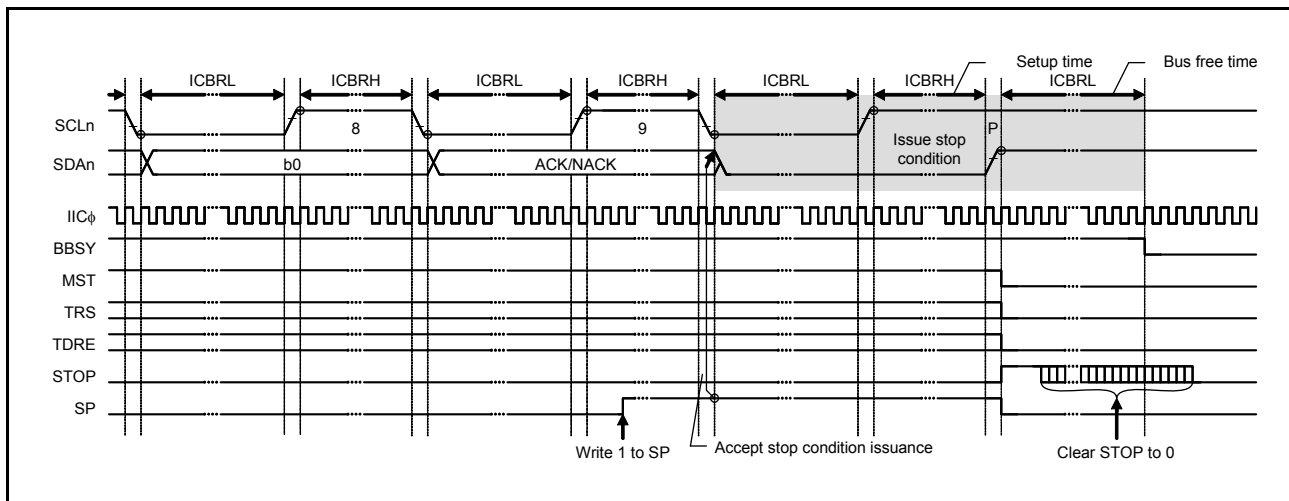 ICBRL ICBRH ICBRL ICBRH ICBRL ICBRH Setup time ICBRL Bus free time
SCLn 8 9 P
Issue stop
condition
SDAn b0 ACK/NACK
IICϕ
BBSY
MST
TRS
TDRE
STOP
SP
Write 1 to SP Accept stop condition issuance Clear STOP to 0